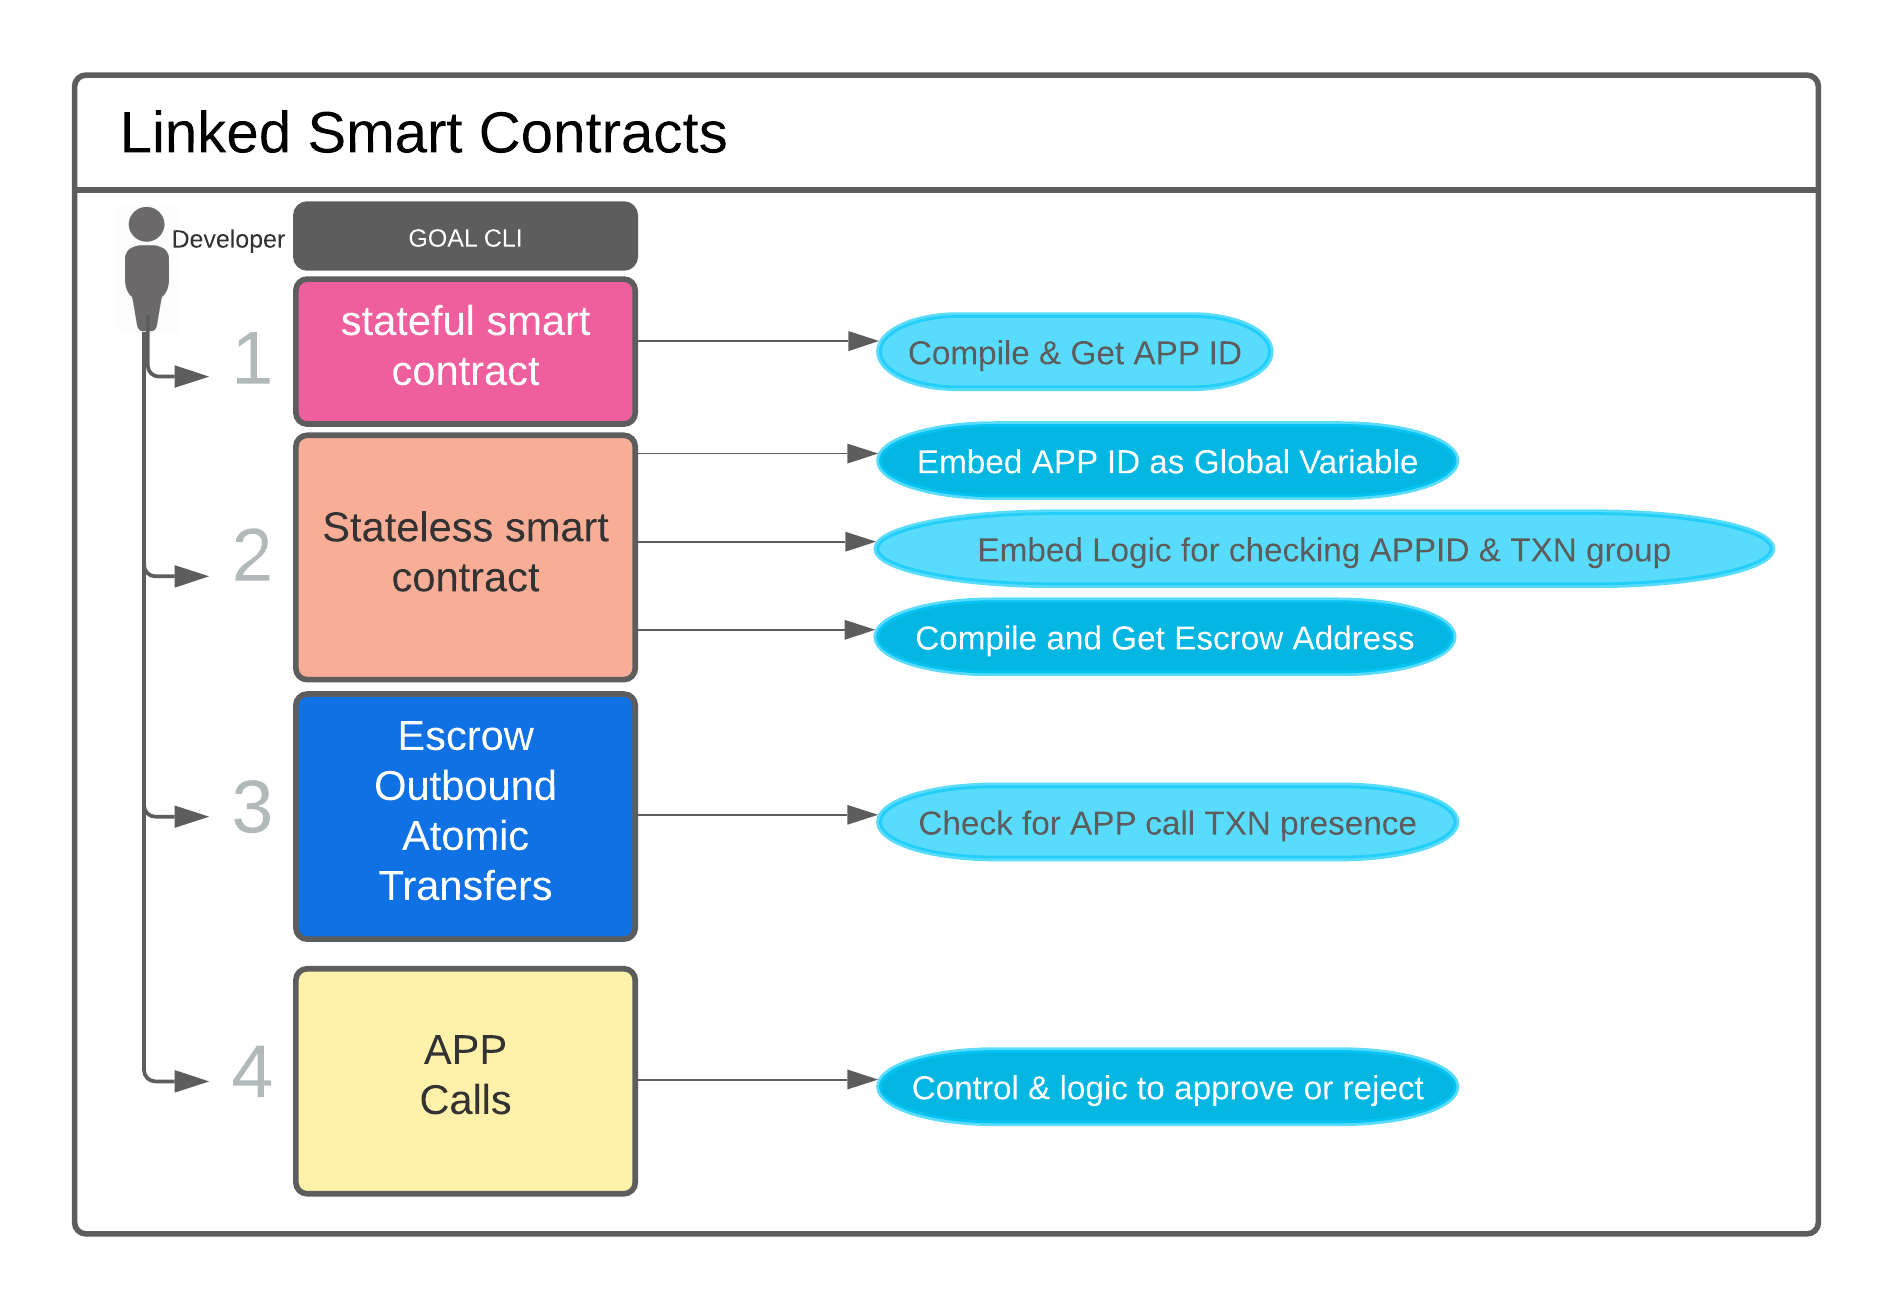 Linked Smart Contracts
Developer
GOAL CLI
1
stateful smart
contract
Compile & Get APP ID
2
Stateless smart
contract
Embed APP ID as Global Variable
Embed Logic for checking APPID & TXN group
Compile and Get Escrow Address
3
Escrow
Outbound
Atomic
Transfers
Check for APP call TXN presence
4
APP
Calls
Control & logic to approve or reject